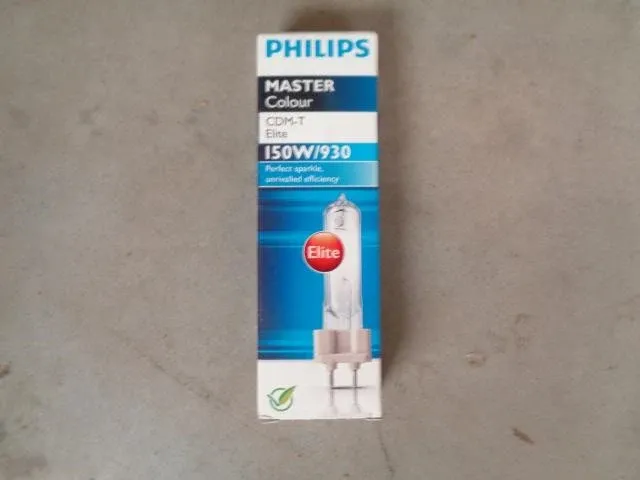 PHILIPS
MASTER
Colour
CDM-T
Elite
150W/930
Perfect sparkle,
unrivalled efficiency
Elite